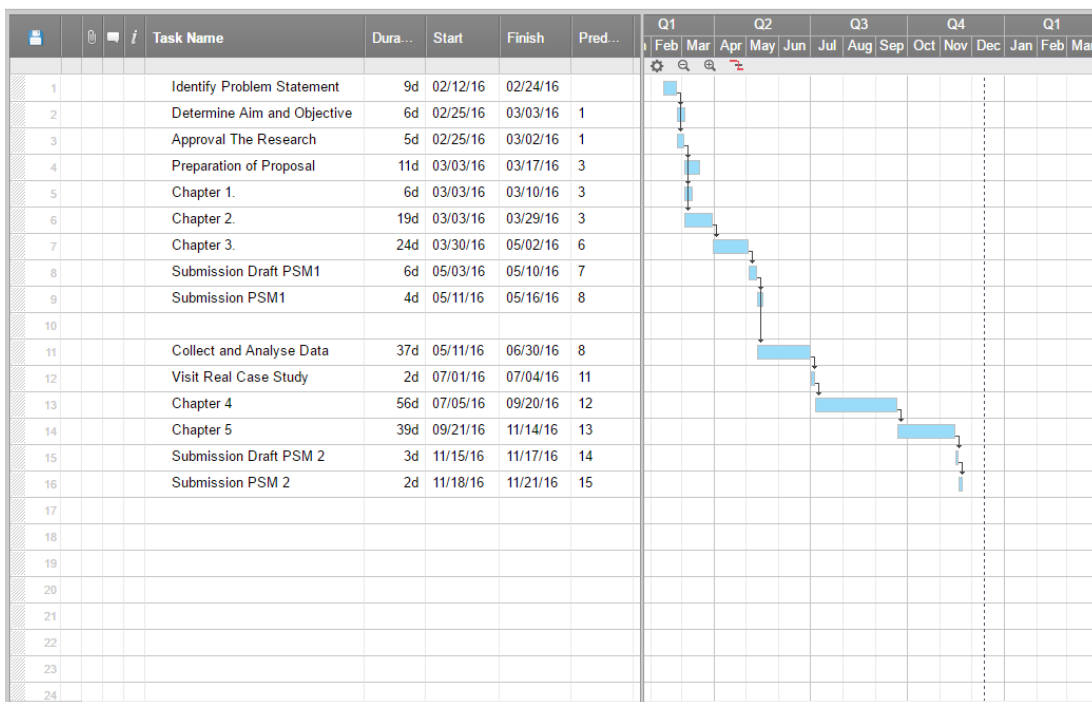 Q1 Q2 Q3 Q4 Q1
i Task Name Dura... Start Finish Pred... Feb Mar Apr May Jun Jul Aug Sep Oct Nov Dec Jan Feb Mar
1 Identify Problem Statement 9d 02/12/16 02/24/16
2 Determine Aim and Objective 6d 02/25/16 03/03/16 1
3 Approval The Research 5d 02/25/16 03/02/16 1
4 Preparation of Proposal 11d 03/03/16 03/17/16 3
5 Chapter 1. 6d 03/03/16 03/10/16 3
6 Chapter 2. 19d 03/03/16 03/29/16 3
7 Chapter 3. 24d 03/30/16 05/02/16 6
8 Submission Draft PSM1 6d 05/03/16 05/10/16 7
9 Submission PSM1 4d 05/11/16 05/16/16 8
10
11 Collect and Analyse Data 37d 05/11/16 06/30/16 8
12 Visit Real Case Study 2d 07/01/16 07/04/16 11
13 Chapter 4 56d 07/05/16 09/20/16 12
14 Chapter 5 39d 09/21/16 11/14/16 13
15 Submission Draft PSM 2 3d 11/15/16 11/17/16 14
16 Submission PSM 2 2d 11/18/16 11/21/16 15
17
18
19
20
21
22
23
24